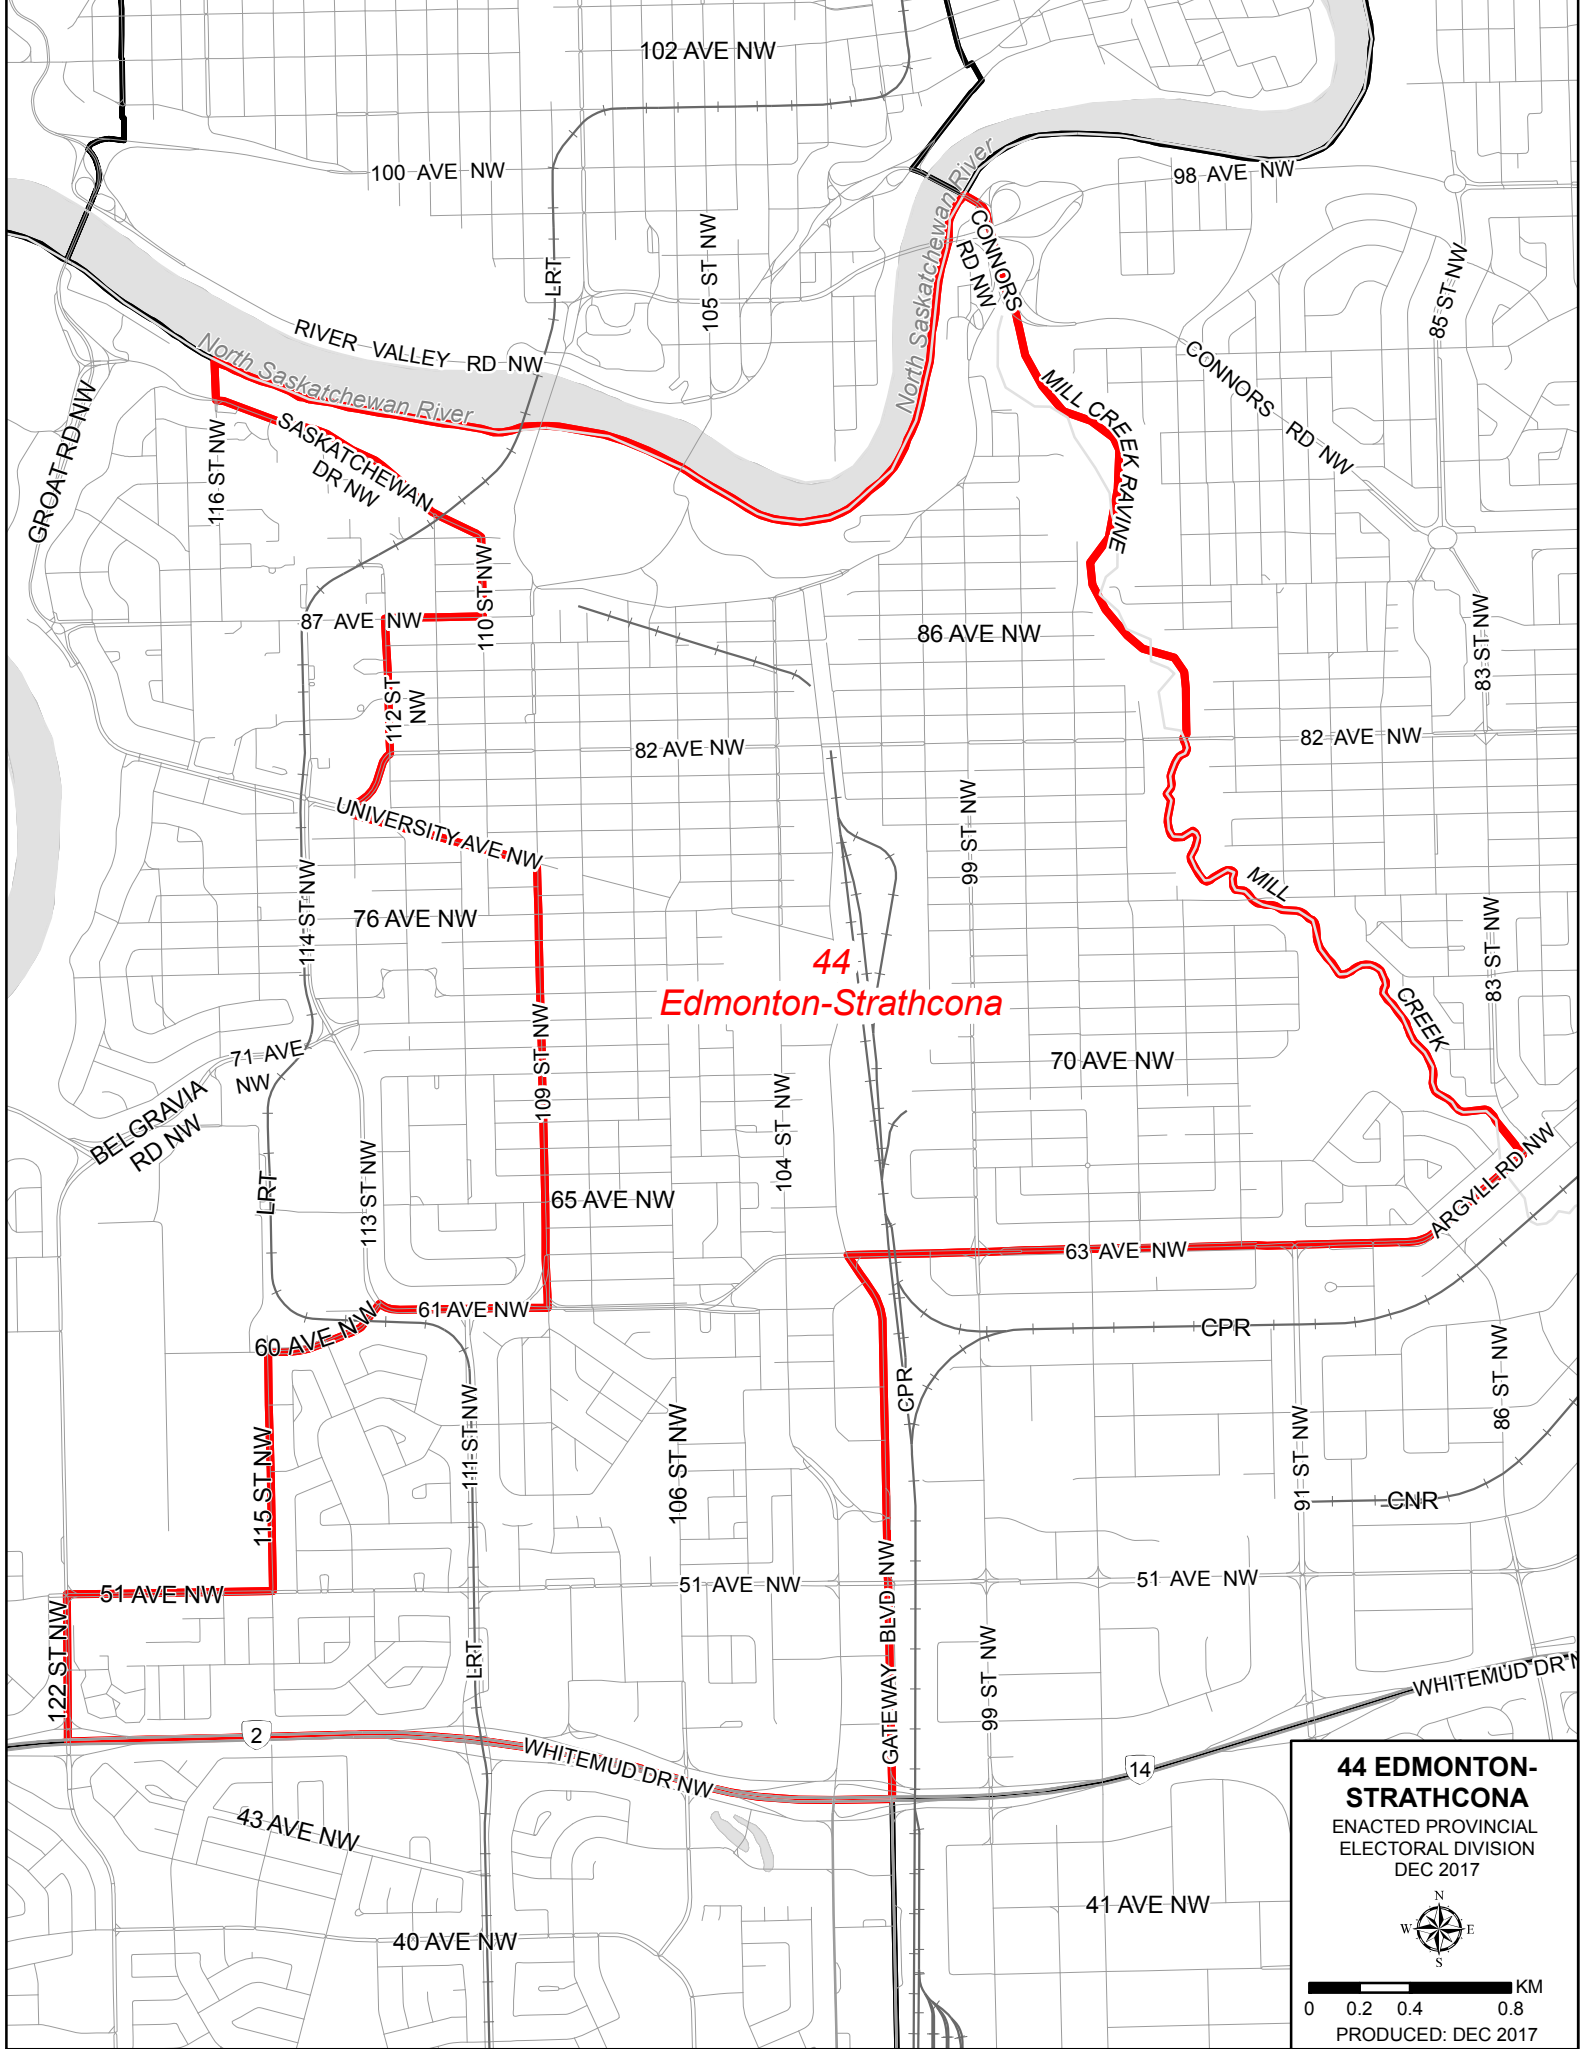 102 AVE NW
100 AVE NW
98 AVE NW
North Saskatchewan River
CONNORS
RD NW
LRT
105 ST NW
85 ST NW
RIVER VALLEY RD NW
North Saskatchewan River
CONNORS RD NW
GROAT RD NW
116 ST NW
SASKATCHEWAN
DR NW
MILL CREEK RAVINE
110 ST NW
87 AVE NW
86 AVE NW
83 ST NW
112 ST
NW
82 AVE NW
82 AVE NW
UNIVERSITY AVE NW
99 ST NW
MILL
CREEK
114 ST NW
76 AVE NW
83 ST NW
44
Edmonton-Strathcona
109 ST NW
71 AVE
NW
70 AVE NW
BELGRAVIA
RD NW
104 ST NW
113 ST NW
LRT
65 AVE NW
ARGYLL RD NW
63 AVE NW
61 AVE NW
60 AVE NW
CPR
CPR
86 ST NW
111 ST NW
106 ST NW
115 ST NW
91 ST NW
CNR
51 AVE NW
51 AVE NW
51 AVE NW
122 ST NW
LRT
GATEWAY BLVD NW
99 ST NW
WHITEMUD DR N
2
WHITEMUD DR NW
14
43 AVE NW
41 AVE NW
40 AVE NW
44 EDMONTON-
STRATHCONA
ENACTED PROVINCIAL
ELECTORAL DIVISION
DEC 2017
N
W E
S
KM
0 0.2 0.4 0.8
PRODUCED: DEC 2017